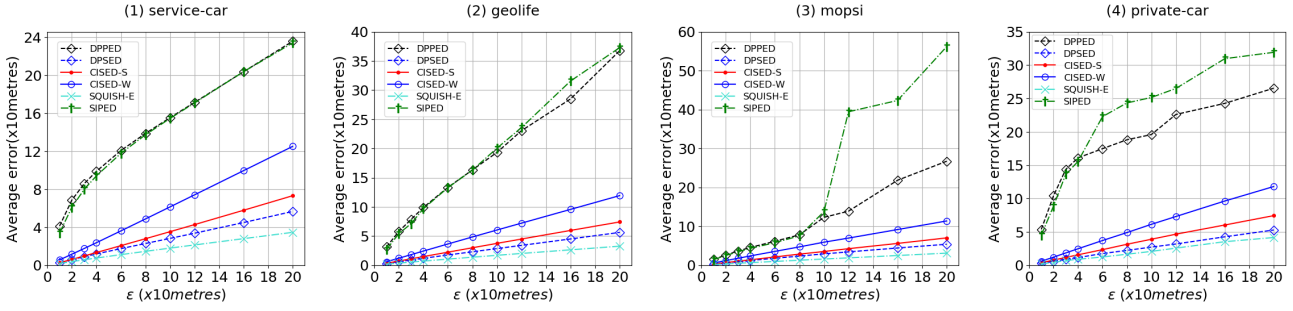 (1) service-car
Average error(x10metres)
24
20
16
12
8
4
0
DPPED
DPSED
CISED-S
CISED-W
SQUISH-E
SIPED
0 2 4 6 8 10 12 14 16 18 20
ε (x10metres)
(2) geolife
Average error(x10metres)
40
35
30
25
20
15
10
5
0
DPPED
DPSED
CISED-S
CISED-W
SQUISH-E
SIPED
0 2 4 6 8 10 12 14 16 18 20
ε (x10metres)
(3) mopsi
Average error(x10metres)
60
50
40
30
20
10
0
DPPED
DPSED
CISED-S
CISED-W
SQUISH-E
SIPED
0 2 4 6 8 10 12 14 16 18 20
ε (x10metres)
(4) private-car
Average error(x10metres)
35
30
25
20
15
10
5
0
DPPED
DPSED
CISED-S
CISED-W
SQUISH-E
SIPED
0 2 4 6 8 10 12 14 16 18 20
ε (x10metres)